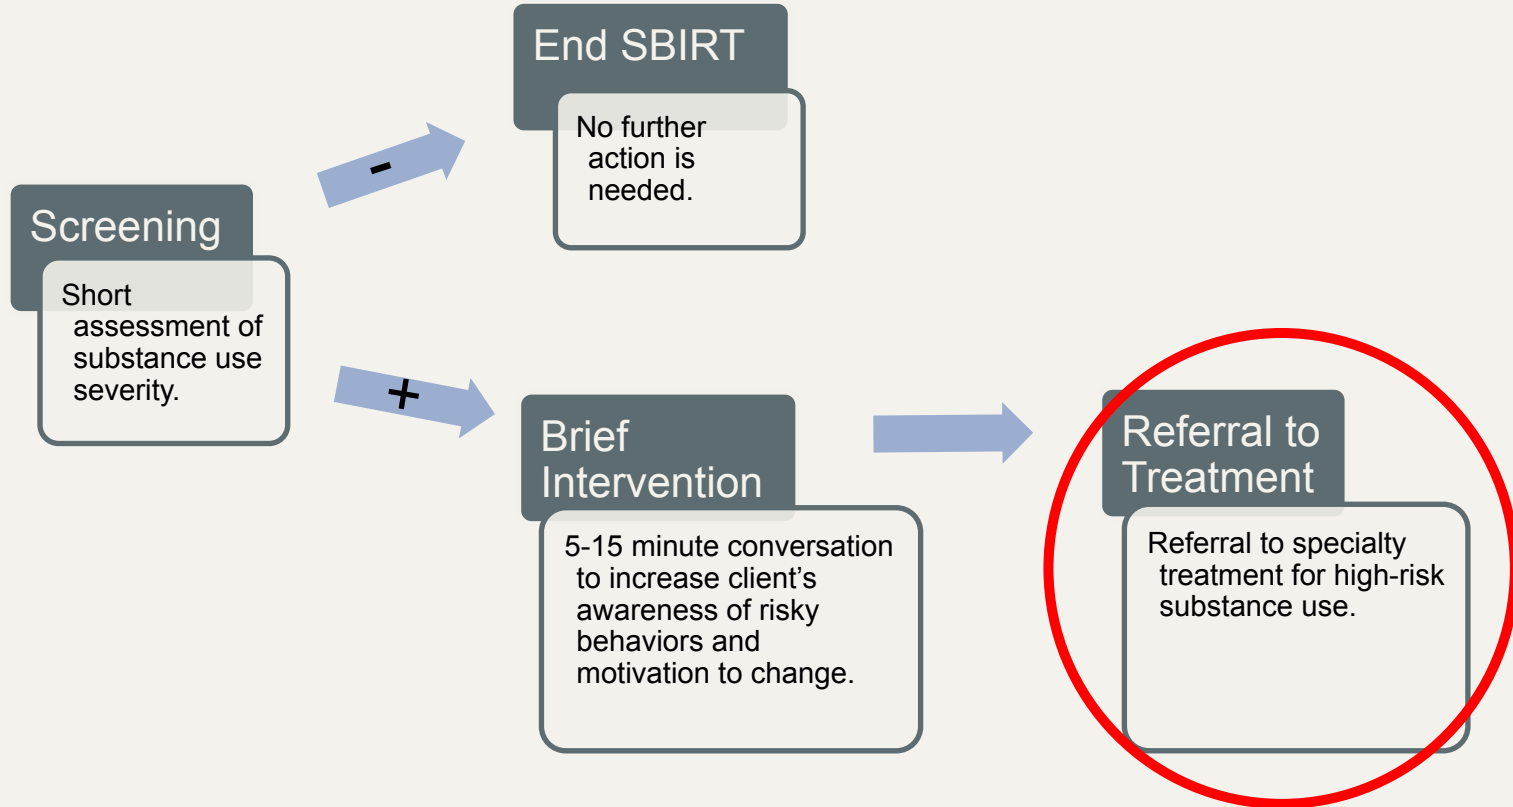 End SBIRT
No further
action is
needed.
-
Screening
Short
assessment of
substance use
severity.
+
Brief
Intervention
5-15 minute conversation
to increase client’s
awareness of risky
behaviors and
motivation to change.
Referral to
Treatment
Referral to specialty
treatment for high-risk
substance use.